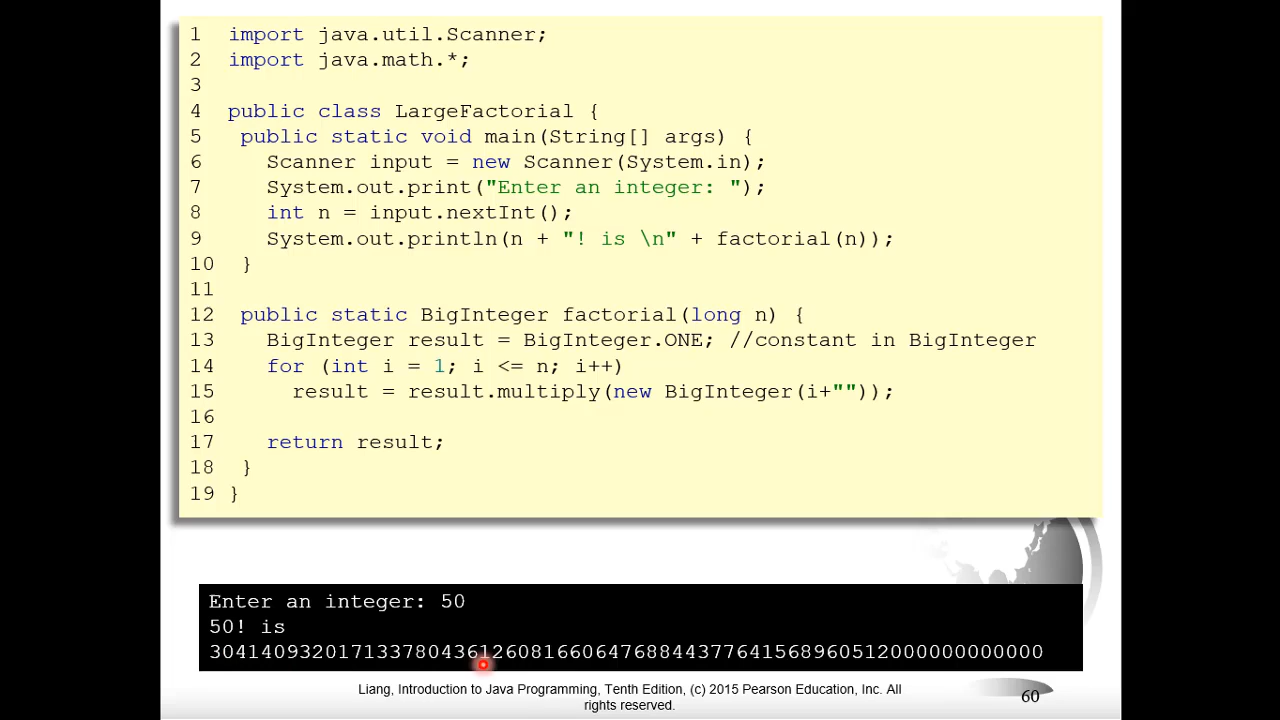 1 import java.util.Scanner;
2 import java.math.*;
3
4 public class LargeFactorial {
5 public static void main(String[] args) {
6 Scanner input = new Scanner(System.in);
7 System.out.print("Enter an integer: ");
8 int n = input.nextInt();
9 System.out.println(n + "! is \n" + factorial(n));
10 }
11
12 public static BigInteger factorial(long n) {
13 BigInteger result = BigInteger.ONE; //constant in BigInteger
14 for (int i = 1; i <= n; i++)
15 result = result.multiply(new BigInteger(i+""));
16
17 return result;
18 }
19 }
Enter an integer: 50
50! is
30414093201713378043612608166064768844377641568960512000000000000
Liang, Introduction to Java Programming, Tenth Edition, (c) 2015 Pearson Education, Inc. All
rights reserved.
60